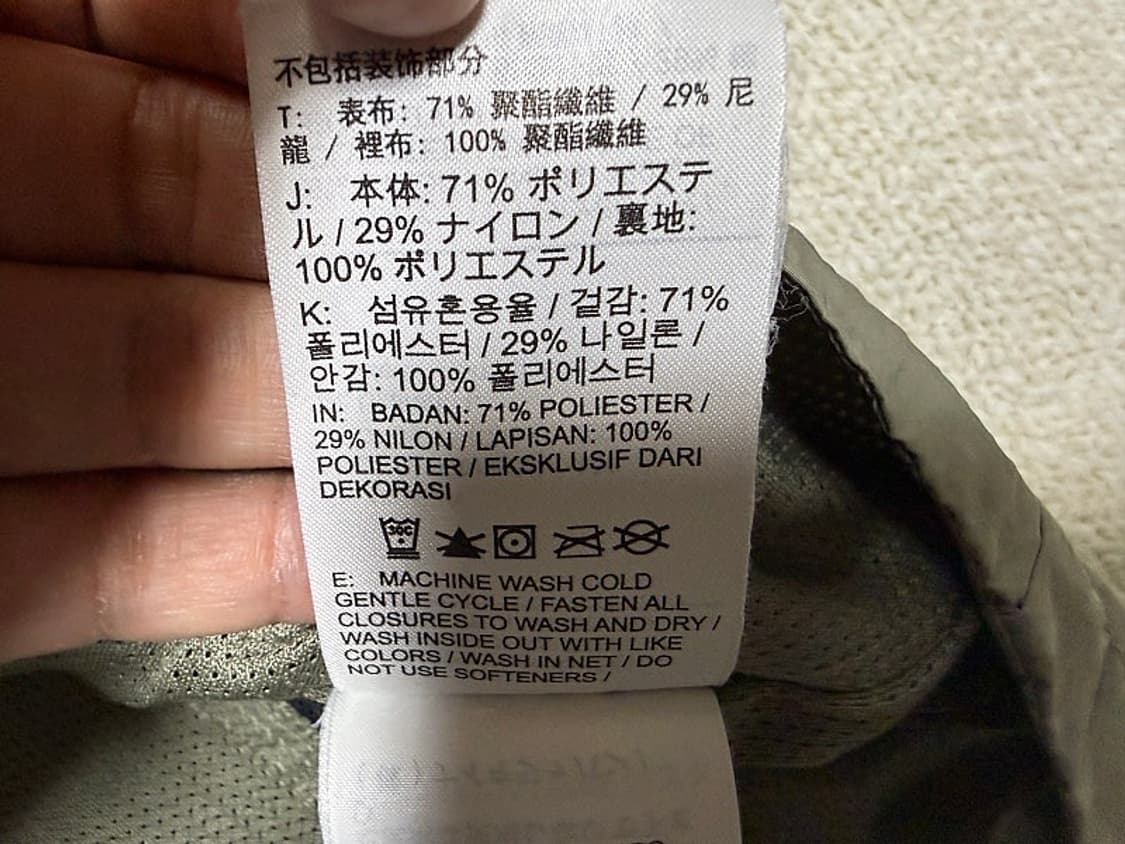 不包括装饰部分
T: 表布: 71% 聚酯纖維 / 29% 尼
龍 / 裡布: 100% 聚酯纖維
J: 本体: 71% ポリエステ
ル / 29% ナイロン / 裏地:
100% ポリエステル
K: 섬유혼용율 / 겉감: 71%
폴리에스터 / 29% 나일론 /
안감: 100% 폴리에스터
IN: BADAN: 71% POLIESTER /
29% NILON / LAPISAN: 100%
POLIESTER / EKSKLUSIF DARI
DEKORASI
30C
E: MACHINE WASH COLD
GENTLE CYCLE / FASTEN ALL
CLOSURES TO WASH AND DRY /
WASH INSIDE OUT WITH LIKE
COLORS / WASH IN NET / DO
NOT USE SOFTENERS /